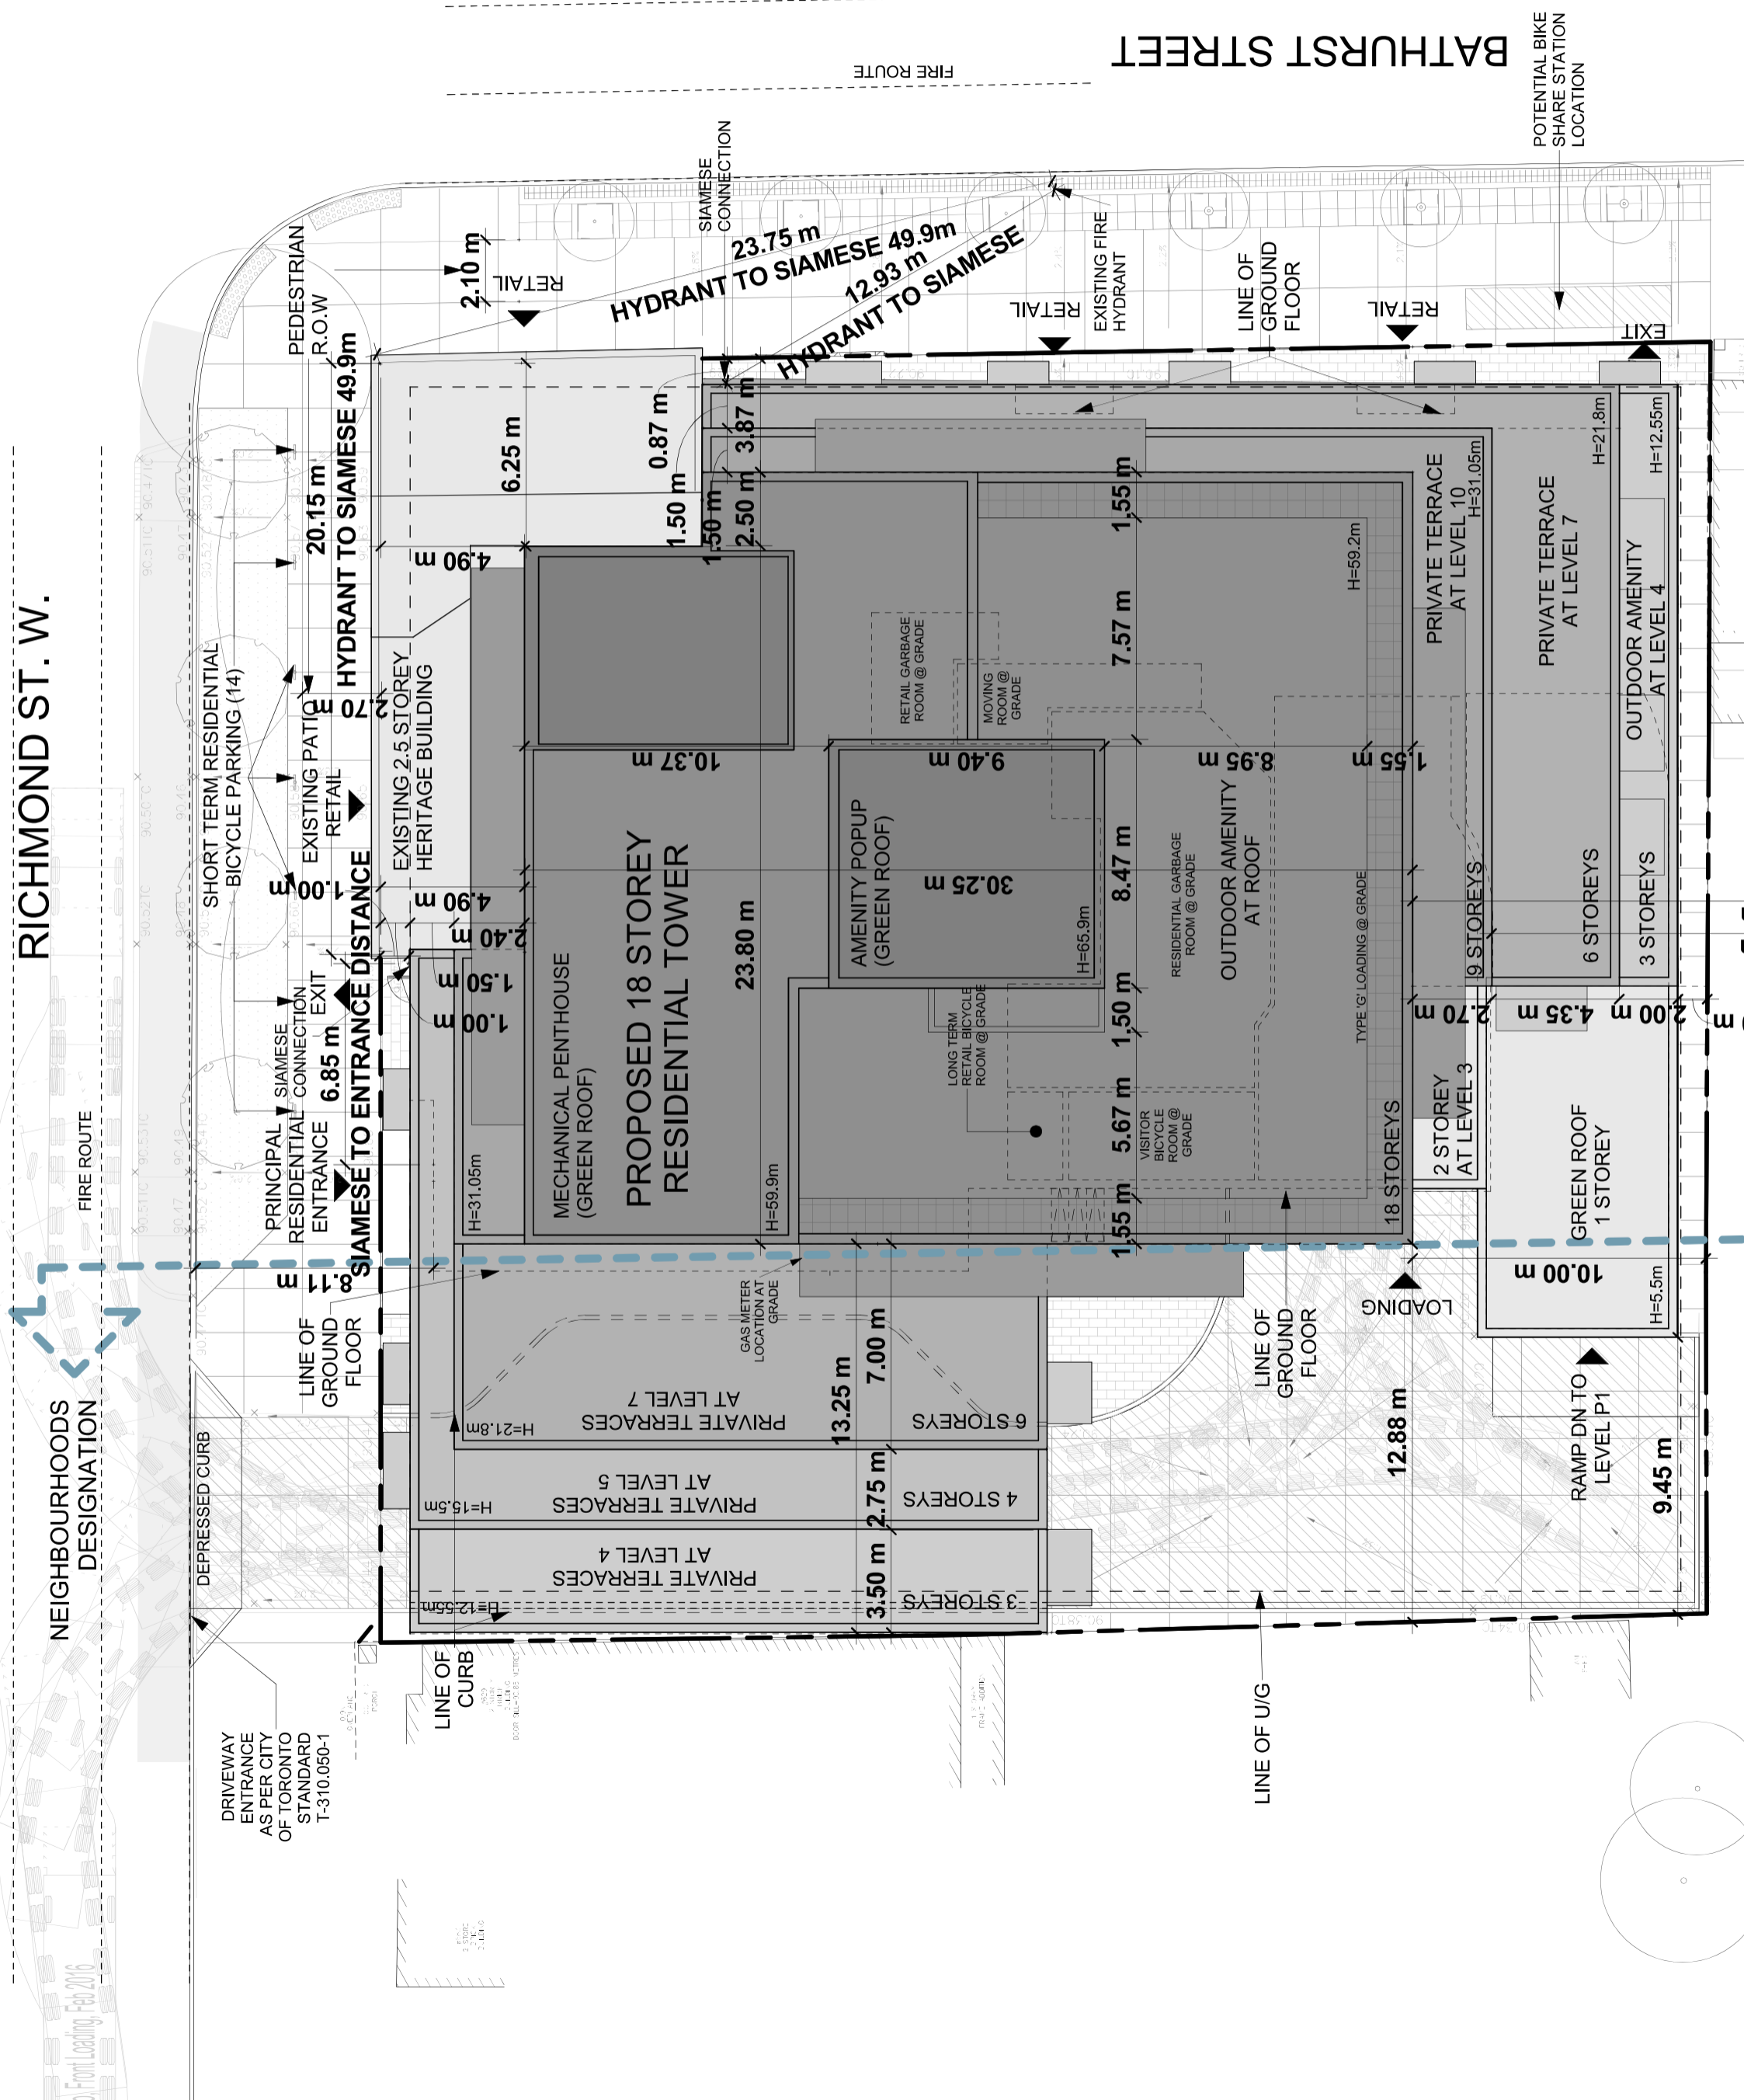 RICHMOND ST. W.
BATHURST STREET
FIRE ROUTE
FIRE ROUTE
POTENTIAL BIKE
SHARE STATION
LOCATION
NEIGHBOURHOODS
DESIGNATION
DEPRESSED CURB
DRIVEWAY
ENTRANCE
AS PER CITY
OF TORONTO
STANDARD
T-310.050-1
SHORT TERM RESIDENTIAL
BICYCLE PARKING (14)
PEDESTRIAN
R.O.W
20.15 m
HYDRANT TO SIAMESE 49.9m
2.10 m
RETAIL
SIAMESE
CONNECTION
23.75 m
HYDRANT TO SIAMESE 49.9m
12.93 m
HYDRANT TO SIAMESE
EXISTING FIRE
HYDRANT
RETAIL
LINE OF
GROUND
FLOOR
RETAIL
EXIT
EXISTING PATIO
RETAIL
EXISTING 2.5 STOREY
HERITAGE BUILDING
2.70 m
1.00 m
4.90 m
4.90 m
2.40 m
1.50 m
1.00 m
6.25 m
0.87 m
3.87 m
1.50 m
1.50 m
2.50 m
SIAMESE
CONNECTION
EXIT
6.85 m
SIAMESE TO ENTRANCE DISTANCE
PRINCIPAL
RESIDENTIAL
ENTRANCE
8.11 m
LINE OF
GROUND
FLOOR
LINE OF
CURB
MECHANICAL PENTHOUSE
(GREEN ROOF)
PROPOSED 18 STOREY
RESIDENTIAL TOWER
H=31.05m
H=59.9m
23.80 m
10.37 m
9.40 m
8.95 m
1.55 m
30.25 m
AMENITY POPUP
(GREEN ROOF)
H=65.9m
RETAIL GARBAGE
ROOM @ GRADE
MOVING
ROOM @
GRADE
1.55 m
7.57 m
8.47 m
1.50 m
5.67 m
1.55 m
LONG TERM
RETAIL BICYCLE
ROOM @ GRADE
RESIDENTIAL GARBAGE
ROOM @ GRADE
VISITOR
BICYCLE
ROOM @
GRADE
OUTDOOR AMENITY
AT ROOF
H=59.2m
TYPE 'G' LOADING @ GRADE
18 STOREYS
PRIVATE TERRACE
AT LEVEL 10
H=31.05m
9 STOREYS
PRIVATE TERRACE
AT LEVEL 7
H=21.8m
6 STOREYS
OUTDOOR AMENITY
AT LEVEL 4
H=12.55m
3 STOREYS
2.70 m
4.35 m
2.00 m
2 STOREY
AT LEVEL 3
GREEN ROOF
1 STOREY
10.00 m
H=5.5m
GAS METER
LOCATION AT
GRADE
7.00 m
13.25 m
2.75 m
3.50 m
PRIVATE TERRACES
AT LEVEL 7
H=21.8m
6 STOREYS
PRIVATE TERRACES
AT LEVEL 5
H=15.5m
4 STOREYS
PRIVATE TERRACES
AT LEVEL 4
H=12.55m
3 STOREYS
LINE OF
GROUND
FLOOR
LOADING
12.88 m
RAMP DN TO
LEVEL P1
9.45 m
LINE OF U/G
Front Loading, Feb 2016